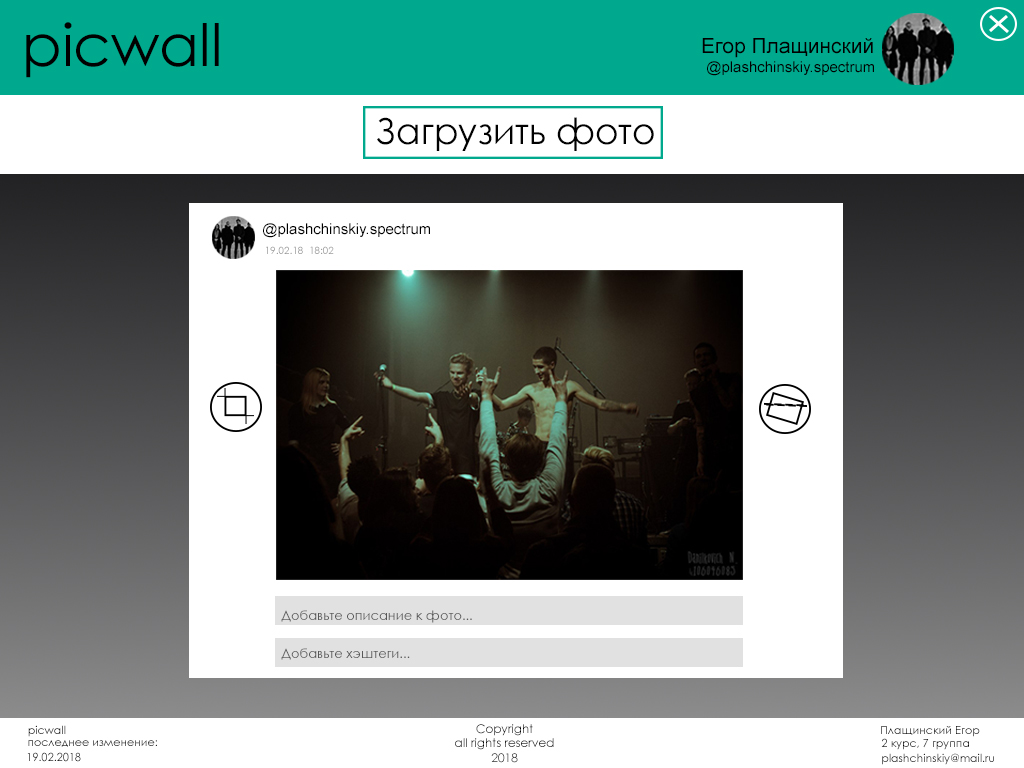 picwall
Егор Плащинский
@plashchinskiy.spectrum
Загрузить фото
@plashchinskiy.spectrum
19.02.18 18:02
Добавьте описание к фото...
Добавьте хэштеги...
picwall
последнее изменение:
19.02.2018
Copyright
all rights reserved
2018
Плащинский Егор
2 курс, 7 группа
plashchinskiy@mail.ru